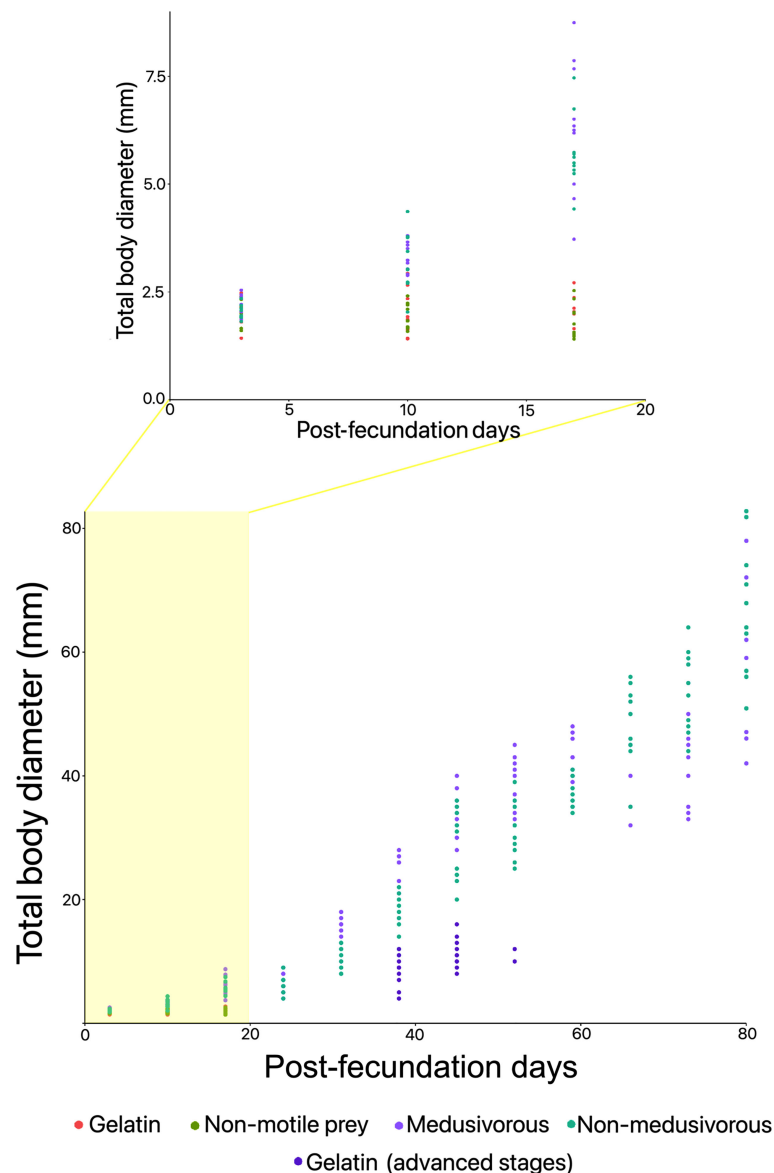 Total body diameter (mm)
7.5
5.0
2.5
0.0
0 5 10 15 20
Post-fecundation days
Total body diameter (mm)
80
60
40
20
0 20 40 60 80
Post-fecundation days
Gelatin Non-motile prey Medusivorous Non-medusivorous
Gelatin (advanced stages)